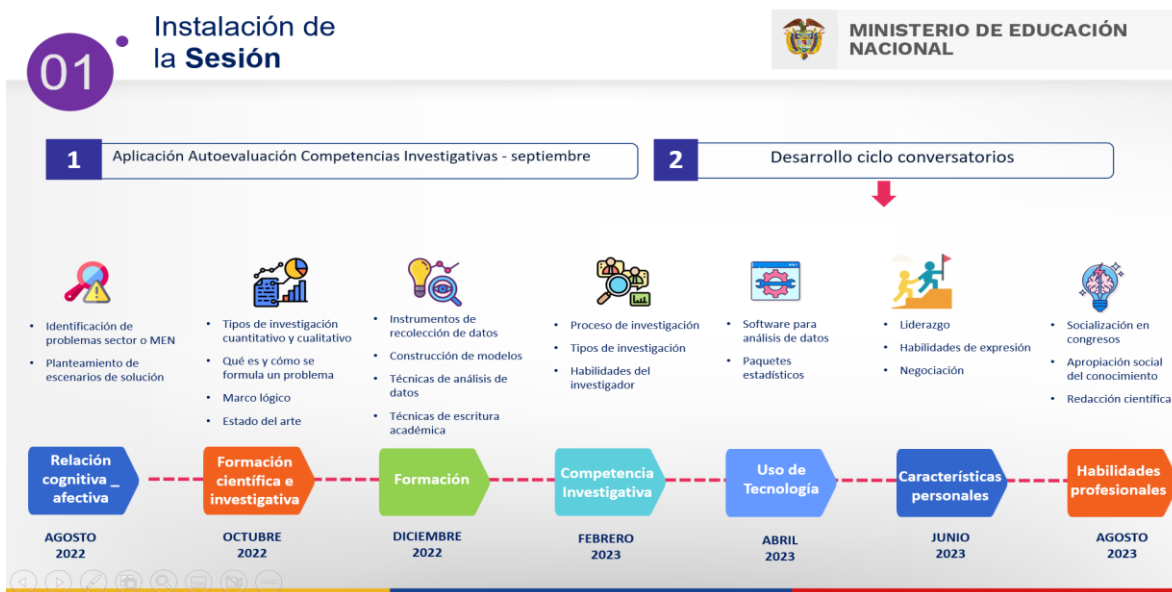 01
Instalación de
la Sesión
MINISTERIO DE EDUCACIÓN
NACIONAL
1
Aplicación Autoevaluación Competencias Investigativas - septiembre
2
Desarrollo ciclo conversatorios
• Identificación de
problemas sector o MEN
• Planteamiento de
escenarios de solución
• Tipos de investigación
cuantitativo y cualitativo
• Qué es y cómo se
formula un problema
• Marco lógico
• Estado del arte
• Instrumentos de
recolección de datos
• Construcción de modelos
• Técnicas de análisis de
datos
• Técnicas de escritura
académica
• Proceso de investigación
• Tipos de investigación
• Habilidades del
investigador
• Software para
análisis de datos
• Paquetes
estadísticos
• Liderazgo
• Habilidades de expresión
• Negociación
• Socialización en
congresos
• Apropiación social
del conocimiento
• Redacción científica
Relación
cognitiva _
afectiva
Formación
científica e
investigativa
Formación
Competencia
Investigativa
Uso de
Tecnología
Características
personales
Habilidades
profesionales
AGOSTO
2022
OCTUBRE
2022
DICIEMBRE
2022
FEBRERO
2023
ABRIL
2023
JUNIO
2023
AGOSTO
2023